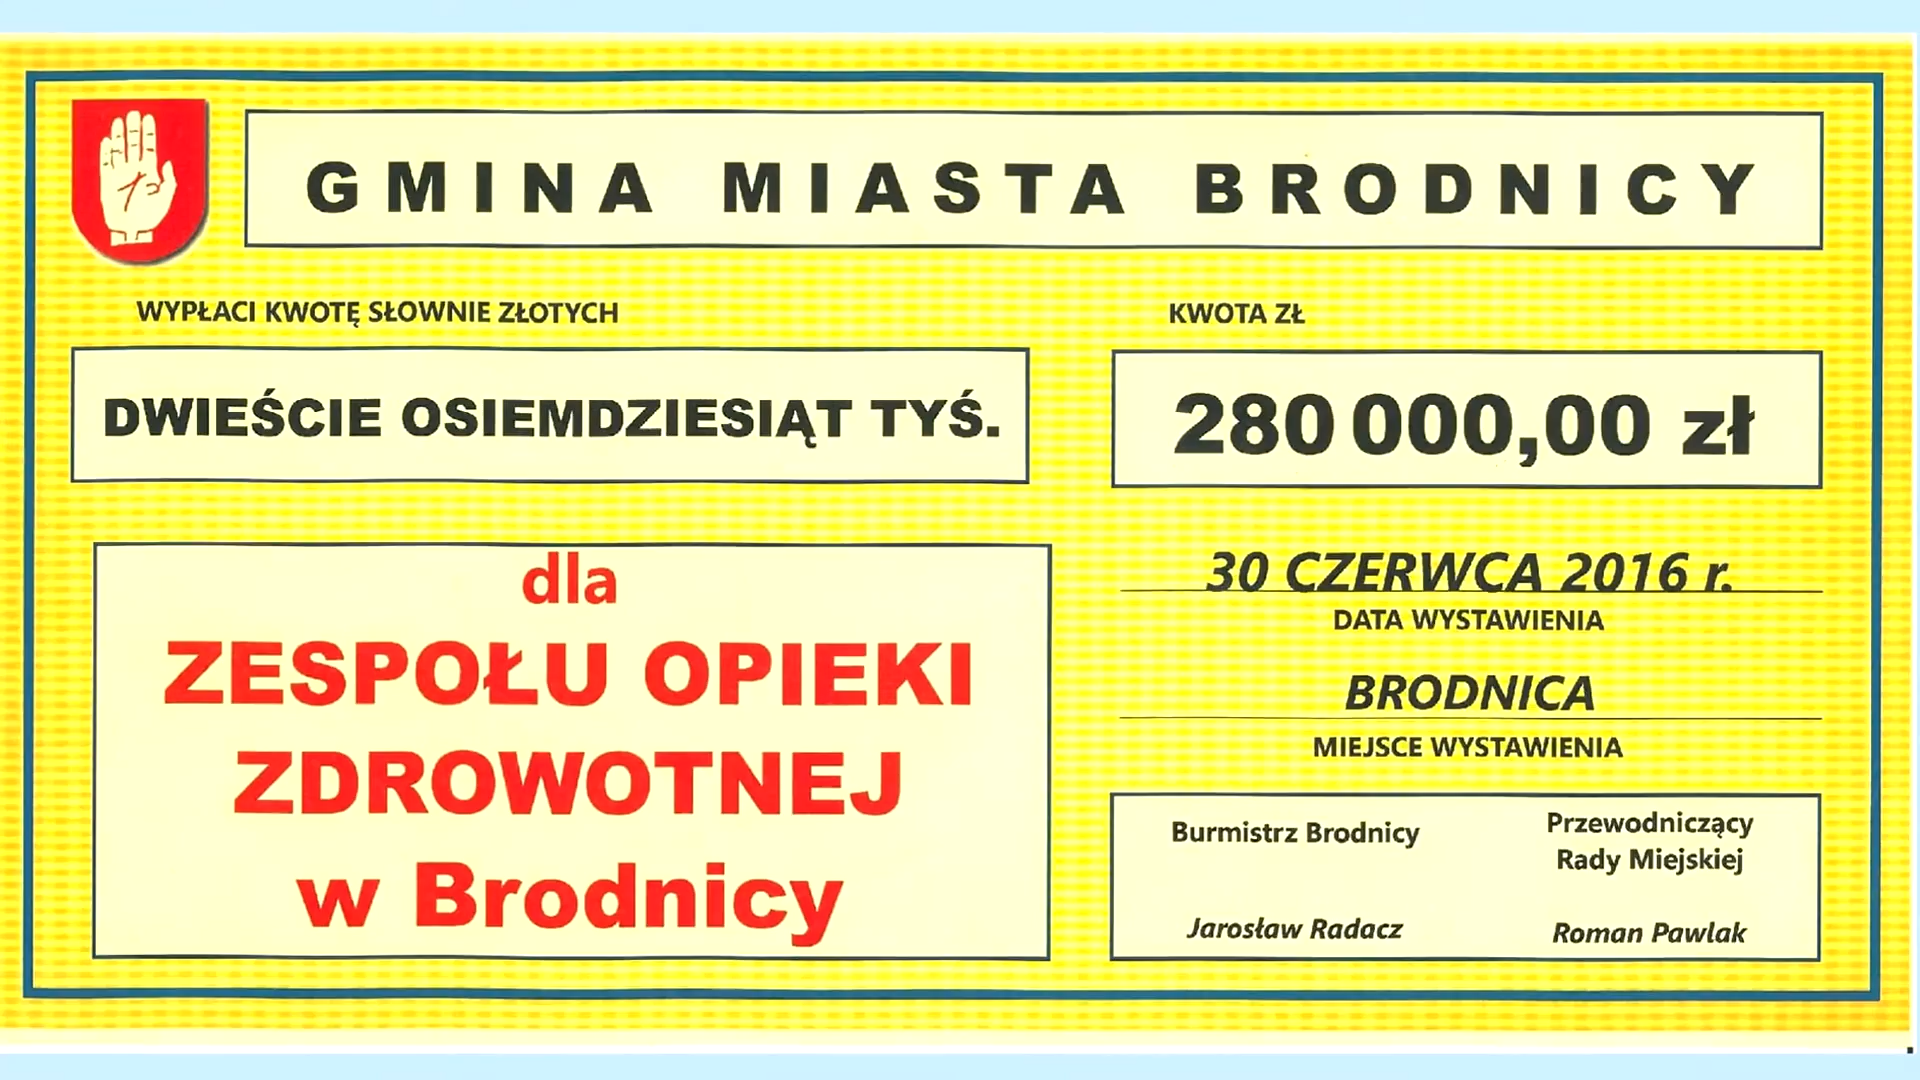 GMINA MIASTA BRODNICY
WYPŁACI KWOTĘ SŁOWNIE ZŁOTYCH
KWOTA ZŁ
DWIEŚCIE OSIEMDZIESIĄT TYŚ.
280 000,00 zł
dla
ZESPOŁU OPIEKI
ZDROWOTNEJ
w Brodnicy
30 CZERWCA 2016 r.
DATA WYSTAWIENIA
BRODNICA
MIEJSCE WYSTAWIENIA
Burmistrz Brodnicy
Jarosław Radacz
Przewodniczący
Rady Miejskiej
Roman Pawlak